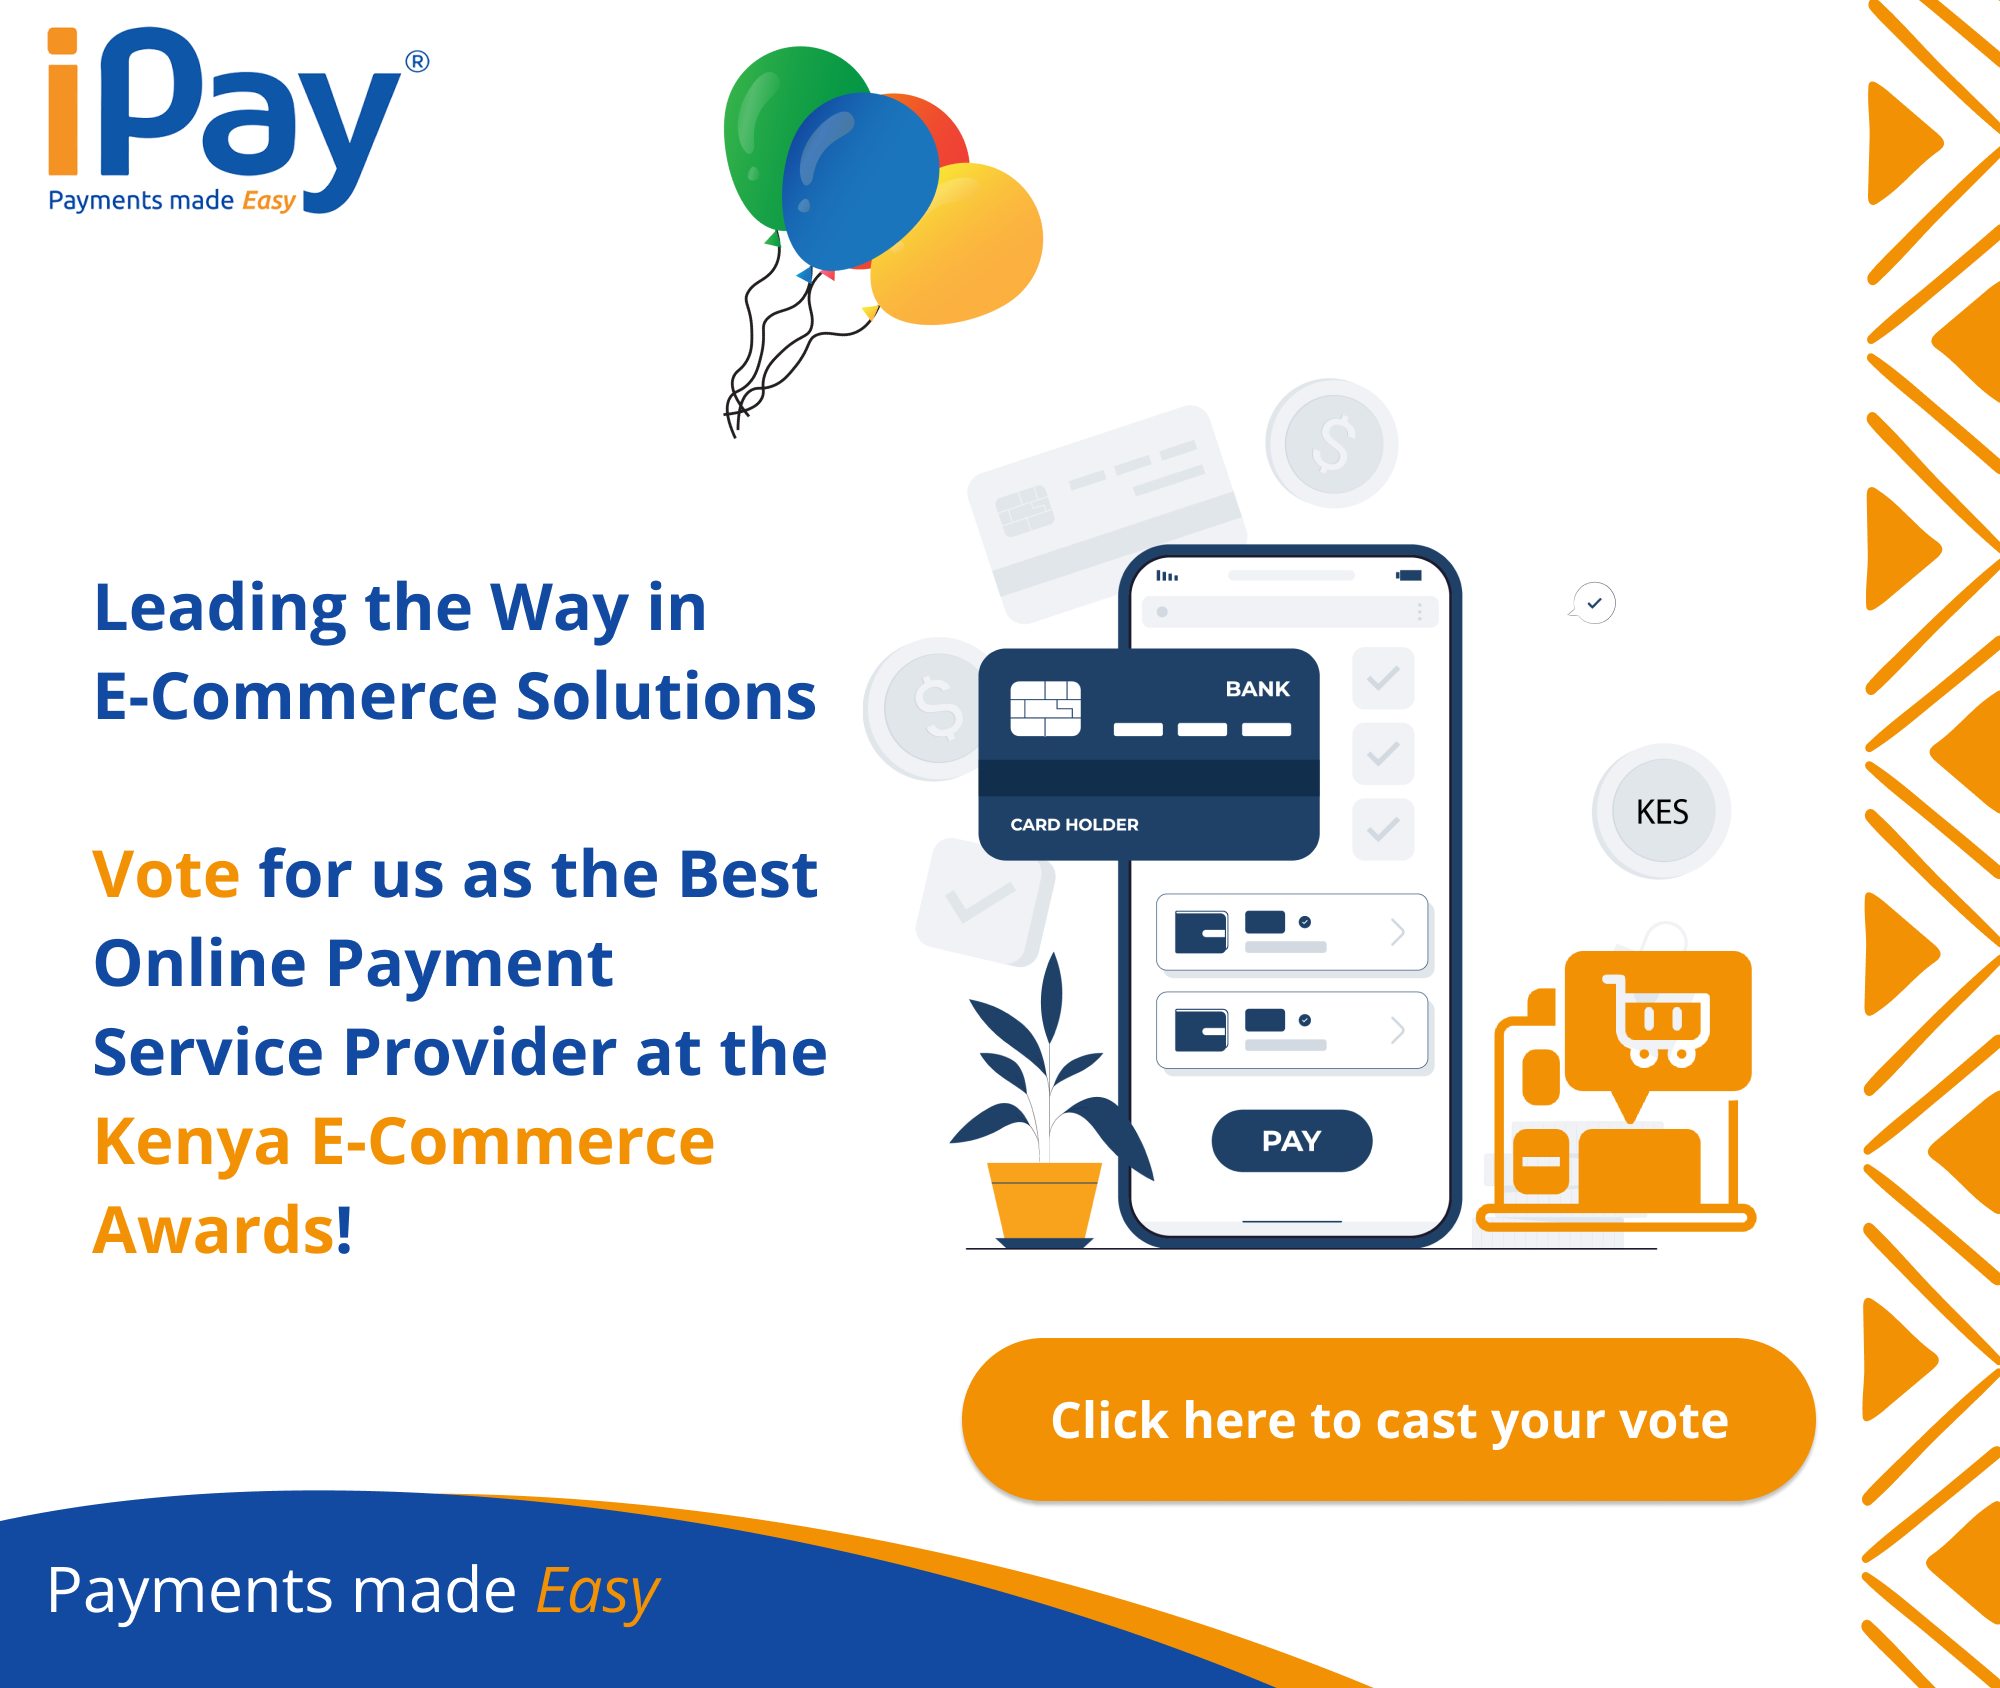 iPay®
Payments made Easy
Leading the Way in
E-Commerce Solutions
Vote for us as the Best
Online Payment
Service Provider at the
Kenya E-Commerce
Awards!
BANK
CARD HOLDER
KES
PAY
Click here to cast your vote
Payments made Easy